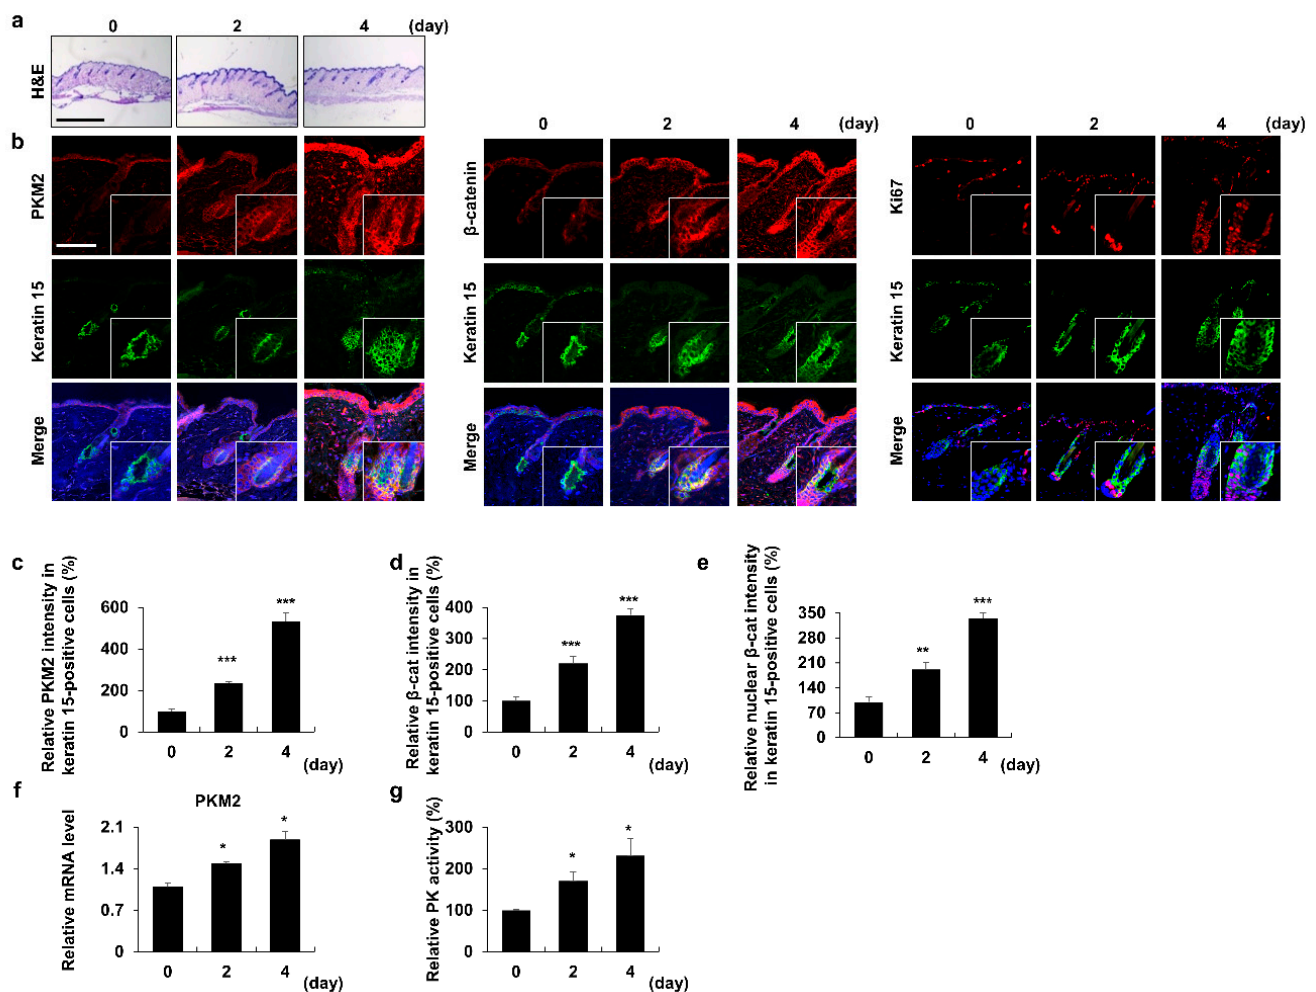 a
0 2 4 (day)
H&E
b
0 2 4 (day)
0 2 4 (day)
PKM2
β-catenin
Ki67
Keratin 15
Keratin 15
Keratin 15
Merge
Merge
Merge
c
Relative PKM2 intensity in
keratin 15-positive cells (%)
600
400
200
0
***
***
0 2 4
(day)
d
Relative β-cat intensity in
keratin 15-positive cells (%)
400
300
200
100
0
***
***
0 2 4
(day)
e
Relative nuclear β-cat intensity
in keratin 15-positive cells (%)
350
280
210
140
70
0
**
***
0 2 4
(day)
f
PKM2
Relative mRNA level
2.1
1.4
0.7
0
*
*
0 2 4
(day)
g
Relative PK activity (%)
300
200
100
0
*
*
0 2 4
(day)